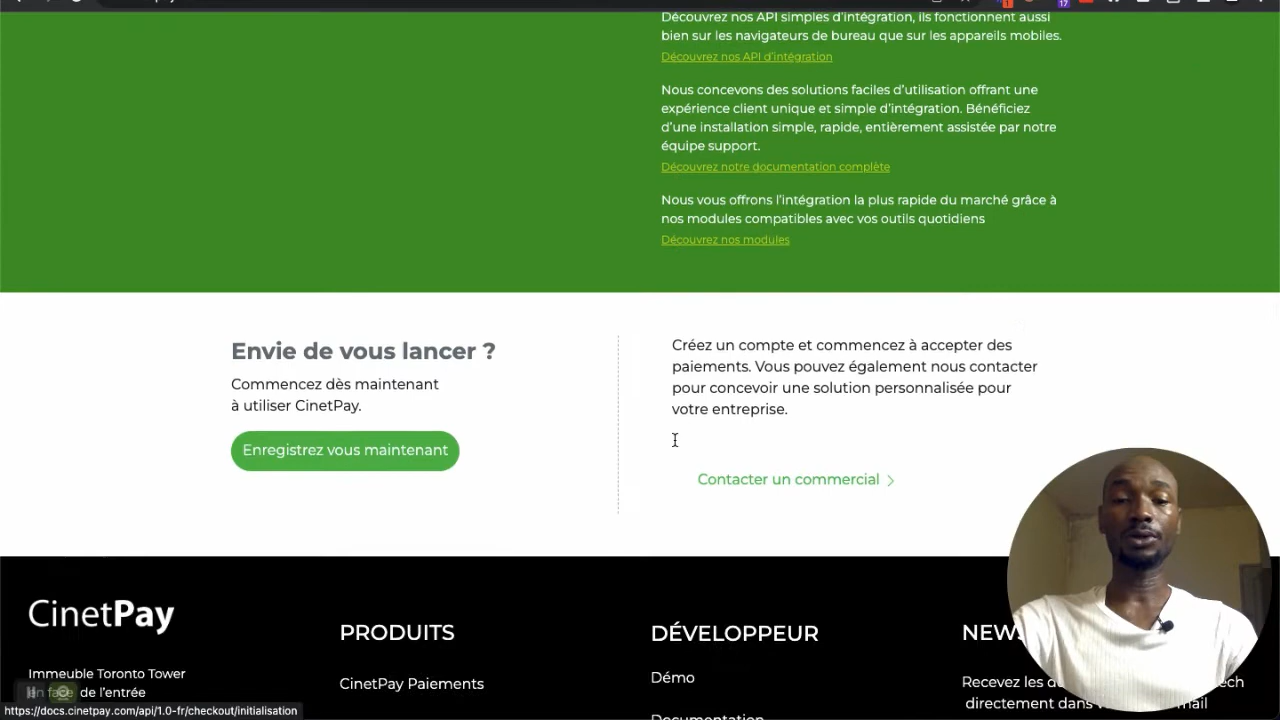 Découvrez nos API simples d'intégration, ils fonctionnent aussi
bien sur les navigateurs de bureau que sur les appareils mobiles.
Découvrez nos API d'intégration
Nous concevons des solutions faciles d'utilisation offrant une
expérience client unique et simple d'intégration. Bénéficiez
d'une installation simple, rapide, entièrement assistée par notre
équipe support.
Découvrez notre documentation complète
Nous vous offrons l'intégration la plus rapide du marché grâce à
nos modules compatibles avec vos outils quotidiens
Découvrez nos modules
Envie de vous lancer ?
Commencez dès maintenant
à utiliser CinetPay.
Enregistrez vous maintenant
Créez un compte et commencez à accepter des
paiements. Vous pouvez également nous contacter
pour concevoir une solution personnalisée pour
votre entreprise.
Contacter un commercial
CinetPay
Immeuble Toronto Tower
en face de l'entrée
PRODUITS
CinetPay Paiements
DÉVELOPPEUR
Démo
Documentation
NEWS
Recevez les
directement dans
https://docs.cinetpay.com/api/1.0-fr/checkout/initialisation
1
17